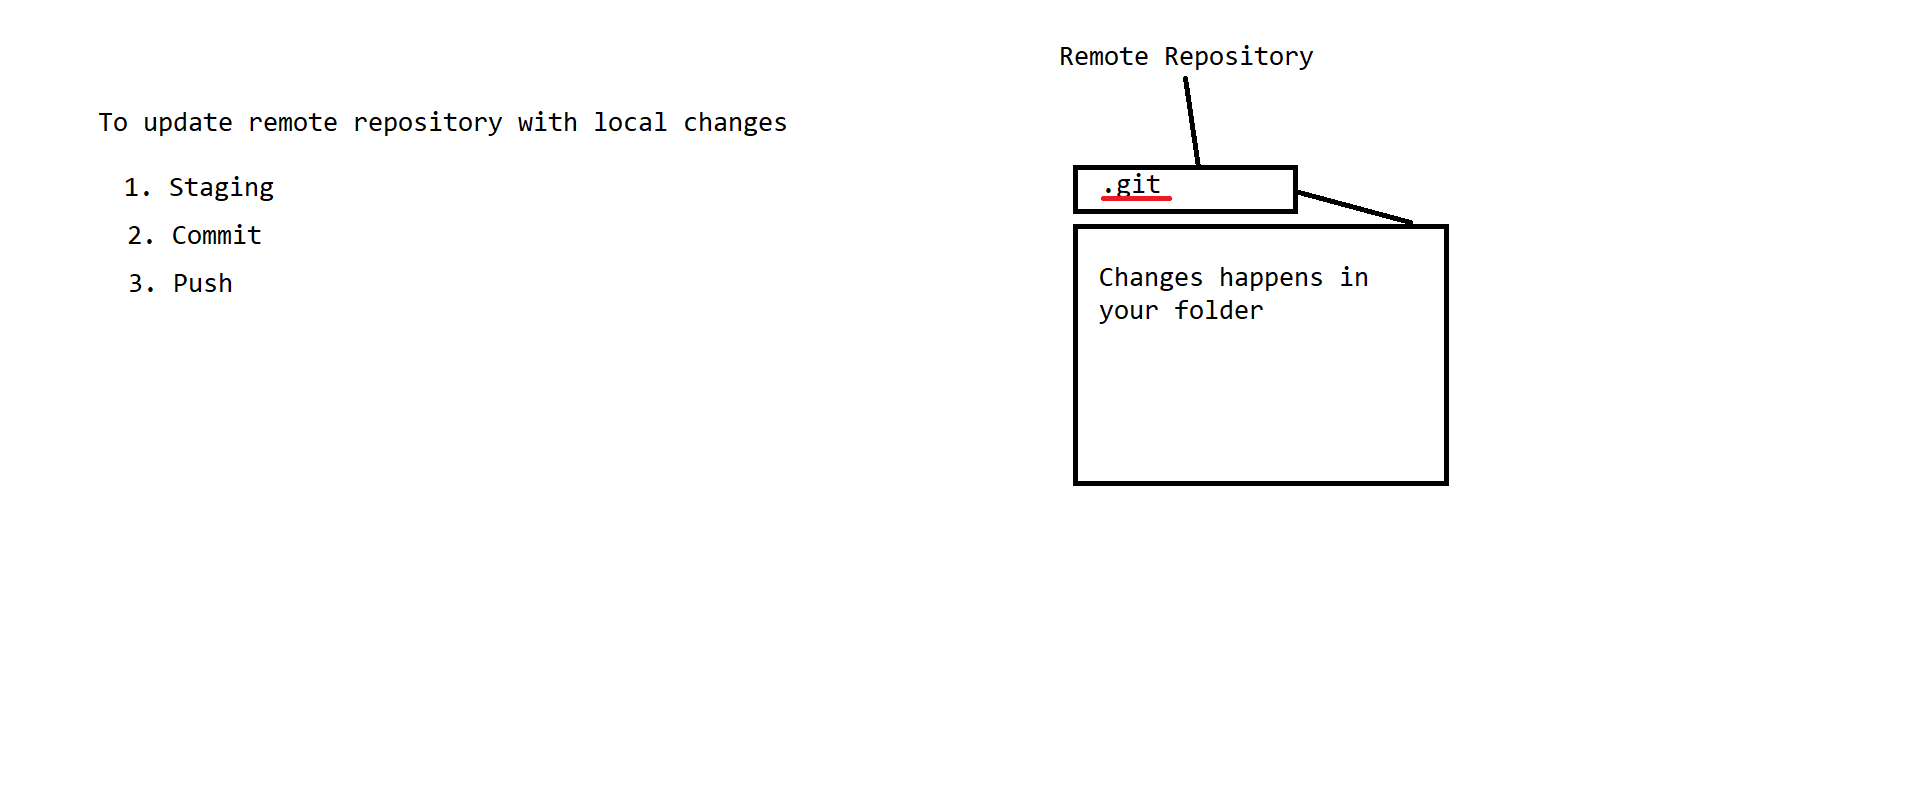 To update remote repository with local changes
1. Staging
2. Commit
3. Push
Remote Repository
.git
Changes happens in
your folder